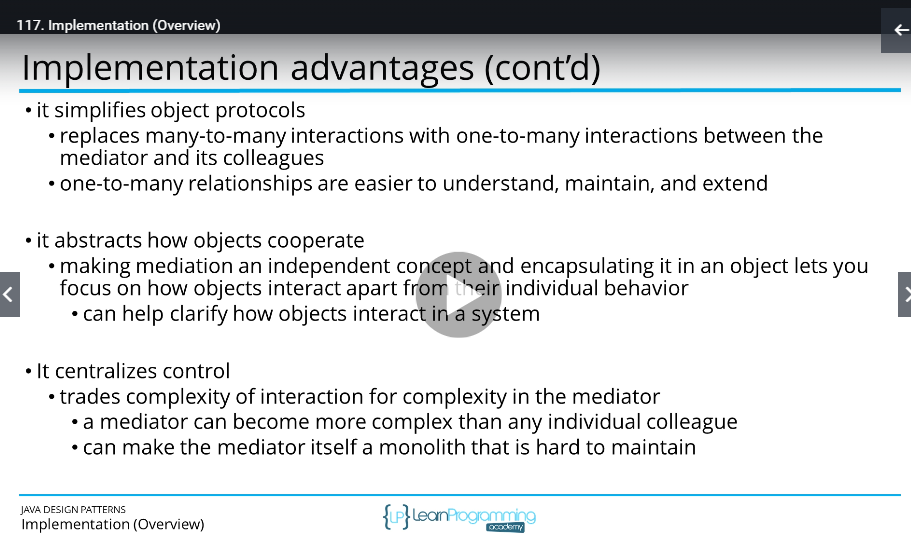 117. Implementation (Overview)
Implementation advantages (cont'd)
• it simplifies object protocols
• replaces many-to-many interactions with one-to-many interactions between the
mediator and its colleagues
• one-to-many relationships are easier to understand, maintain, and extend
• it abstracts how objects cooperate
• making mediation an independent concept and encapsulating it in an object lets you
focus on how objects interact apart from their individual behavior
• can help clarify how objects interact in a system
• It centralizes control
• trades complexity of interaction for complexity in the mediator
• a mediator can become more complex than any individual colleague
• can make the mediator itself a monolith that is hard to maintain
JAVA DESIGN PATTERNS
Implementation (Overview)
{LP} LearnProgramming
academy